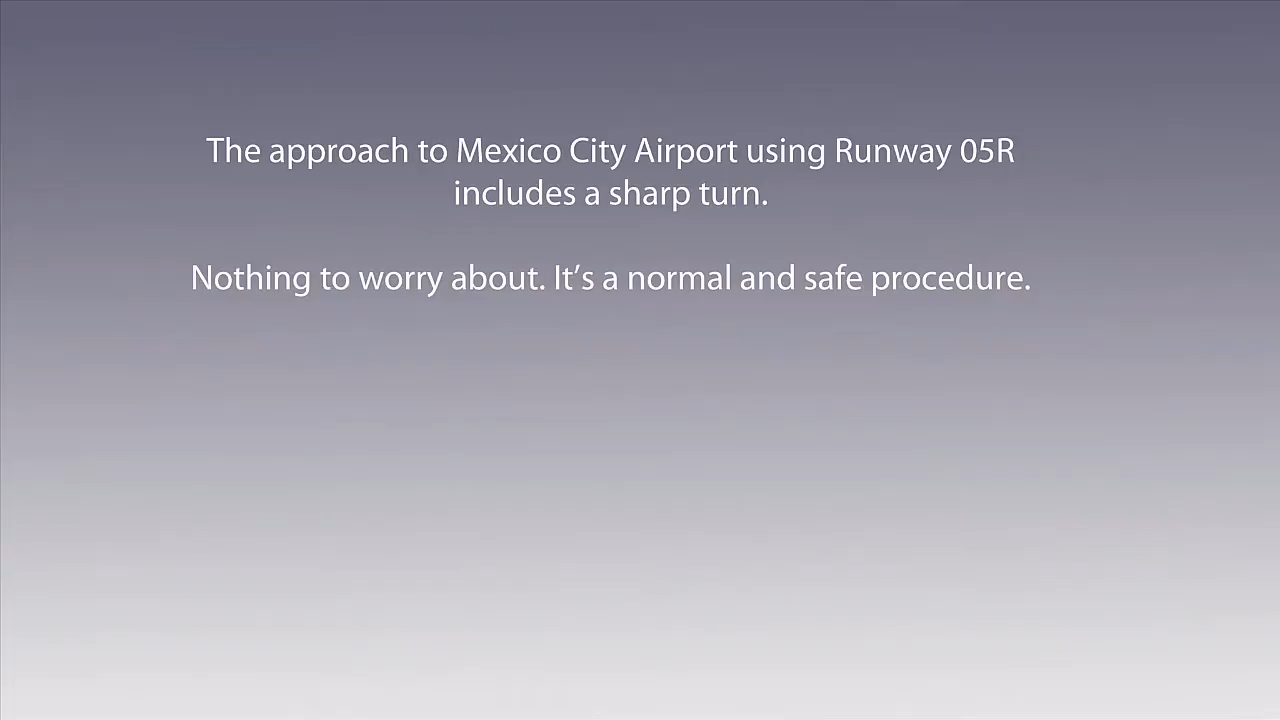 The approach to Mexico City Airport using Runway 05R
includes a sharp turn.
Nothing to worry about. It’s a normal and safe procedure.